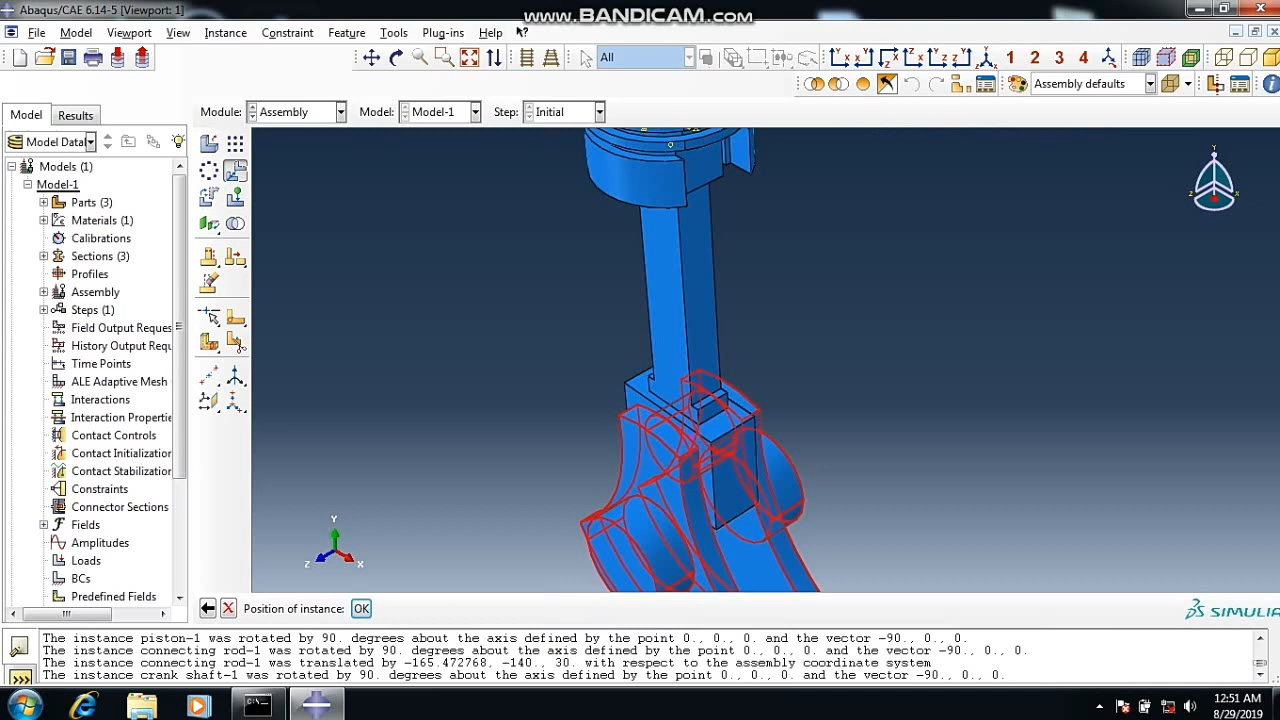 Abaqus/CAE 6.14-5 [Viewport: 1]
www.BANDICAM.com
File Model Viewport View Instance Constraint Feature Tools Plug-ins Help
All
1 2 3 4
Assembly defaults
Model Results
Module: Assembly Model: Model-1 Step: Initial
Model Data
Models (1)
Model-1
Parts (3)
Materials (1)
Calibrations
Sections (3)
Profiles
Assembly
Steps (1)
Field Output Reques
History Output Requ
Time Points
ALE Adaptive Mesh
Interactions
Interaction Propertie
Contact Controls
Contact Initialization
Contact Stabilization
Constraints
Connector Sections
Fields
Amplitudes
Loads
BCs
Predefined Fields
Y
Z X
Y
Z X
Position of instance: OK
SIMULIA
The instance piston-1 was rotated by 90. degrees about the axis defined by the point 0., 0., 0. and the vector -90., 0., 0.
The instance connecting rod-1 was rotated by 90. degrees about the axis defined by the point 0., 0., 0. and the vector -90., 0., 0.
The instance connecting rod-1 was translated by -165.472768, -140., 30. with respect to the assembly coordinate system
The instance crank shaft-1 was rotated by 90. degrees about the axis defined by the point 0., 0., 0. and the vector -90., 0., 0.
12:51 AM
8/29/2019